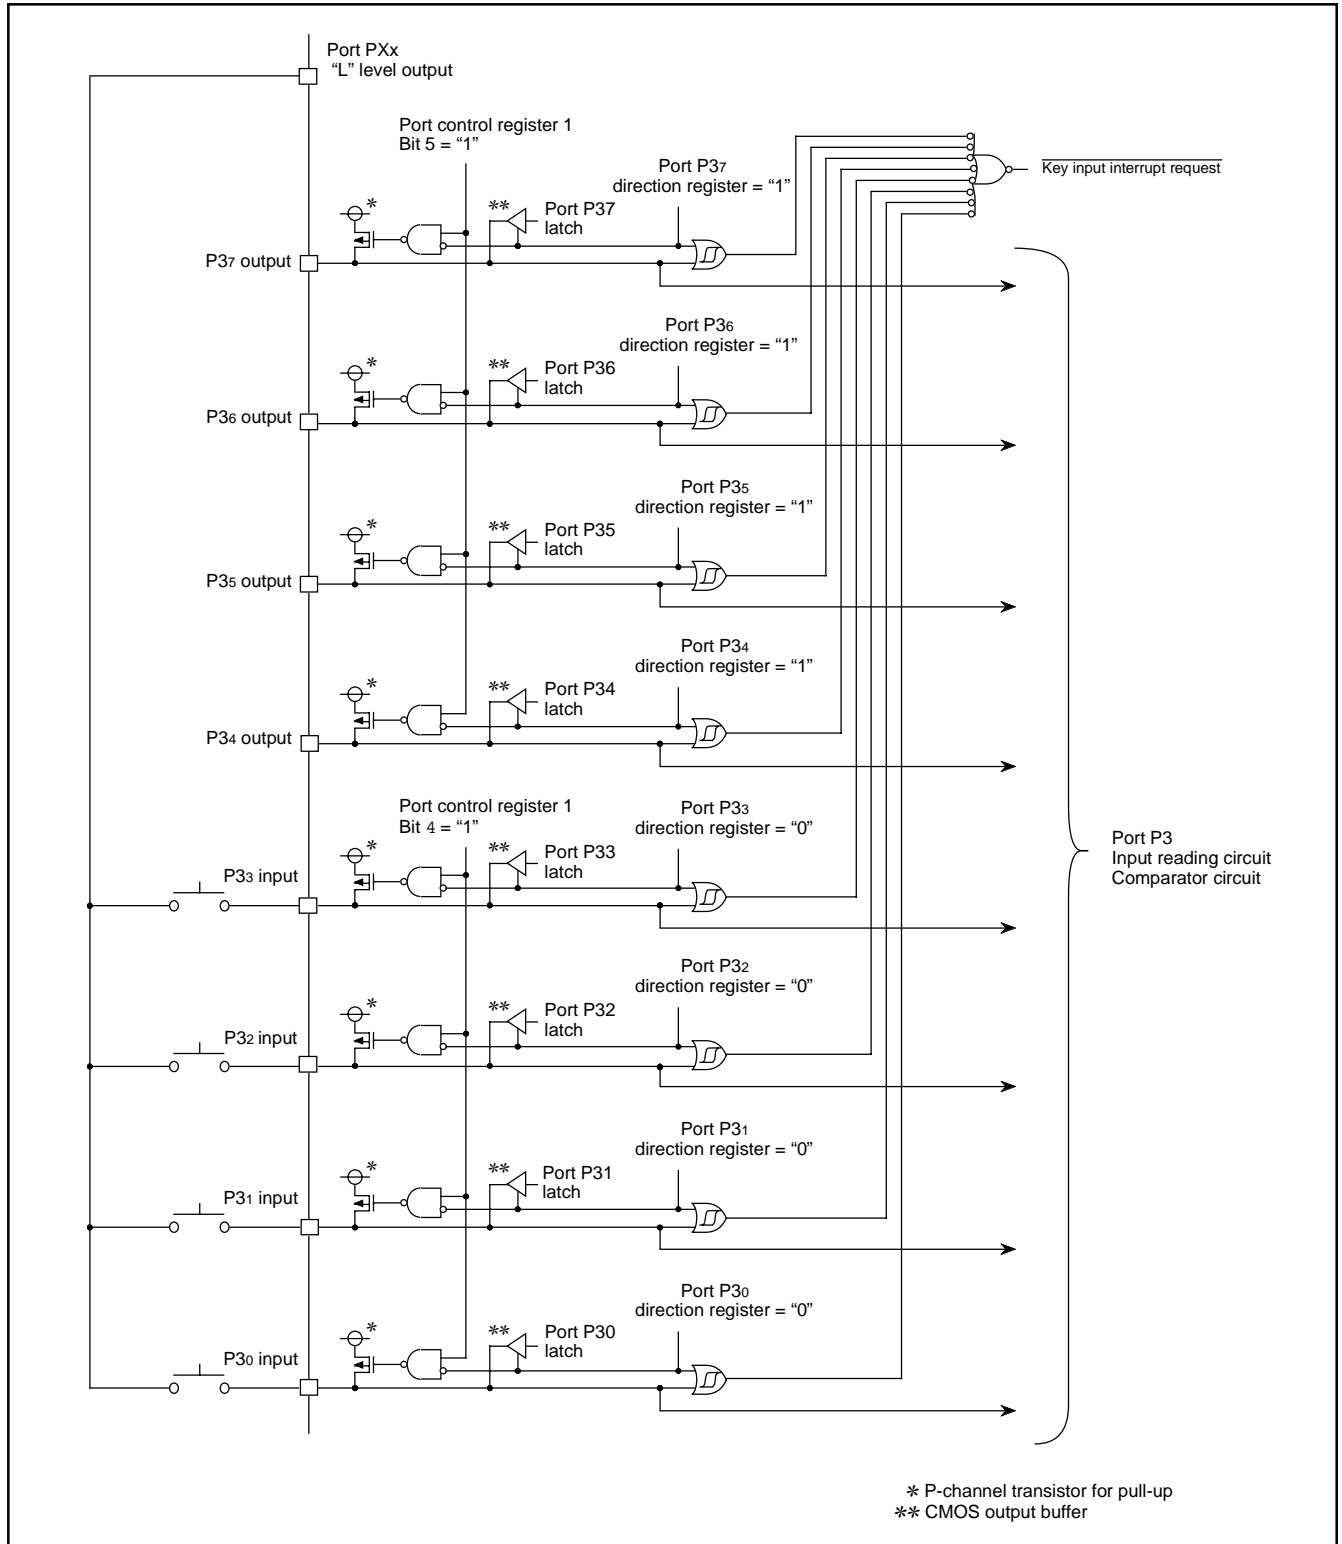 Port PXx
“L” level output
Port control register 1
Bit 5 = “1”
Port P37
direction register = “1”
Key input interrupt request
*
**
Port P37
latch
P37 output
Port P36
direction register = “1”
*
**
Port P36
latch
P36 output
Port P35
direction register = “1”
*
**
Port P35
latch
P35 output
Port P34
direction register = “1”
*
**
Port P34
latch
P34 output
Port control register 1
Bit 4 = “1”
Port P33
direction register = “0”
*
**
Port P33
latch
P33 input
Port P3
Input reading circuit
Comparator circuit
Port P32
direction register = “0”
*
**
Port P32
latch
P32 input
Port P31
direction register = “0”
*
**
Port P31
latch
P31 input
Port P30
direction register = “0”
*
**
Port P30
latch
P30 input
* P-channel transistor for pull-up
** CMOS output buffer